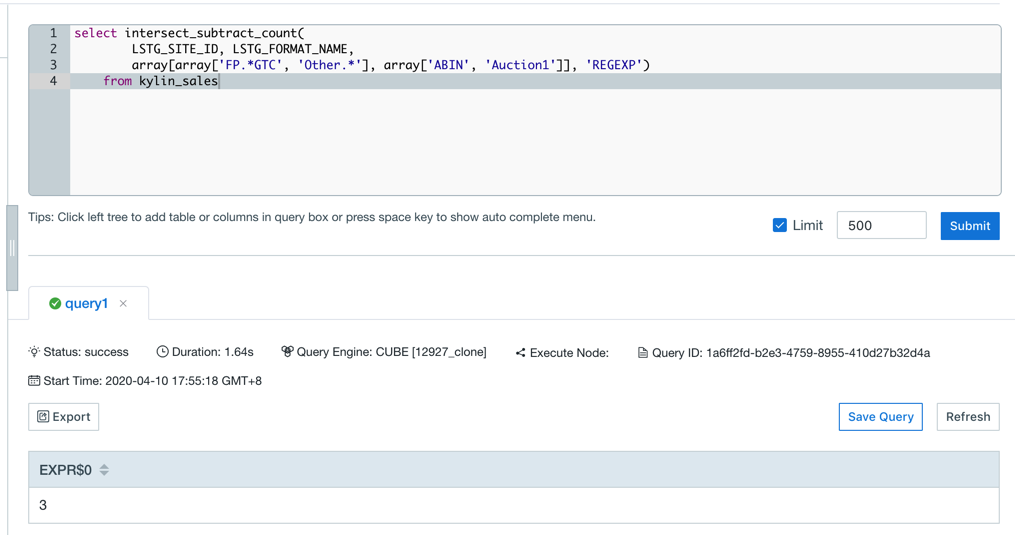 1 select intersect_subtract_count(
2 LSTG_SITE_ID, LSTG_FORMAT_NAME,
3 array[array['FP.*GTC', 'Other.*'], array['ABIN', 'Auction1']], 'REGEXP')
4 from kylin_sales
Tips: Click left tree to add table or columns in query box or press space key to show auto complete menu.
Limit 500 Submit
query1 ×
Status: success Duration: 1.64s Query Engine: CUBE [12927_clone] Execute Node: Query ID: 1a6ff2fd-b2e3-4759-8955-410d27b32d4a
Start Time: 2020-04-10 17:55:18 GMT+8
Export Save Query Refresh
EXPR$0
3